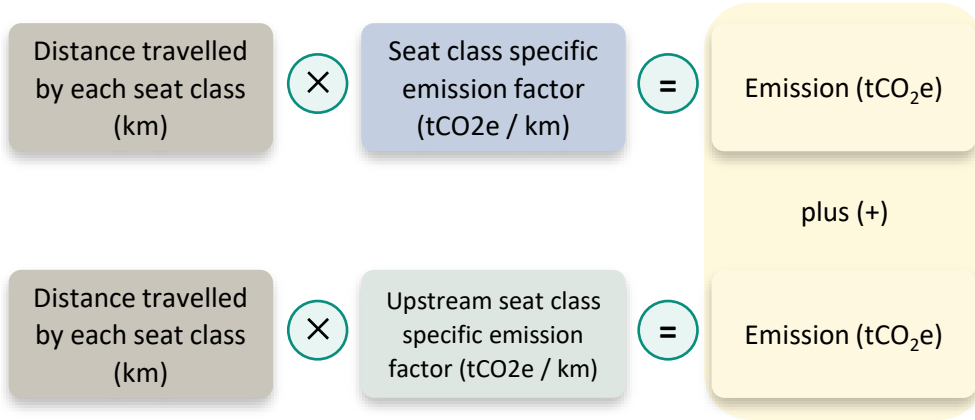 Distance travelled
by each seat class
(km)
×
Seat class specific
emission factor
(tCO2e / km)
=
Emission (tCO₂e)
plus (+)
Distance travelled
by each seat class
(km)
×
Upstream seat class
specific emission
factor (tCO2e / km)
=
Emission (tCO₂e)